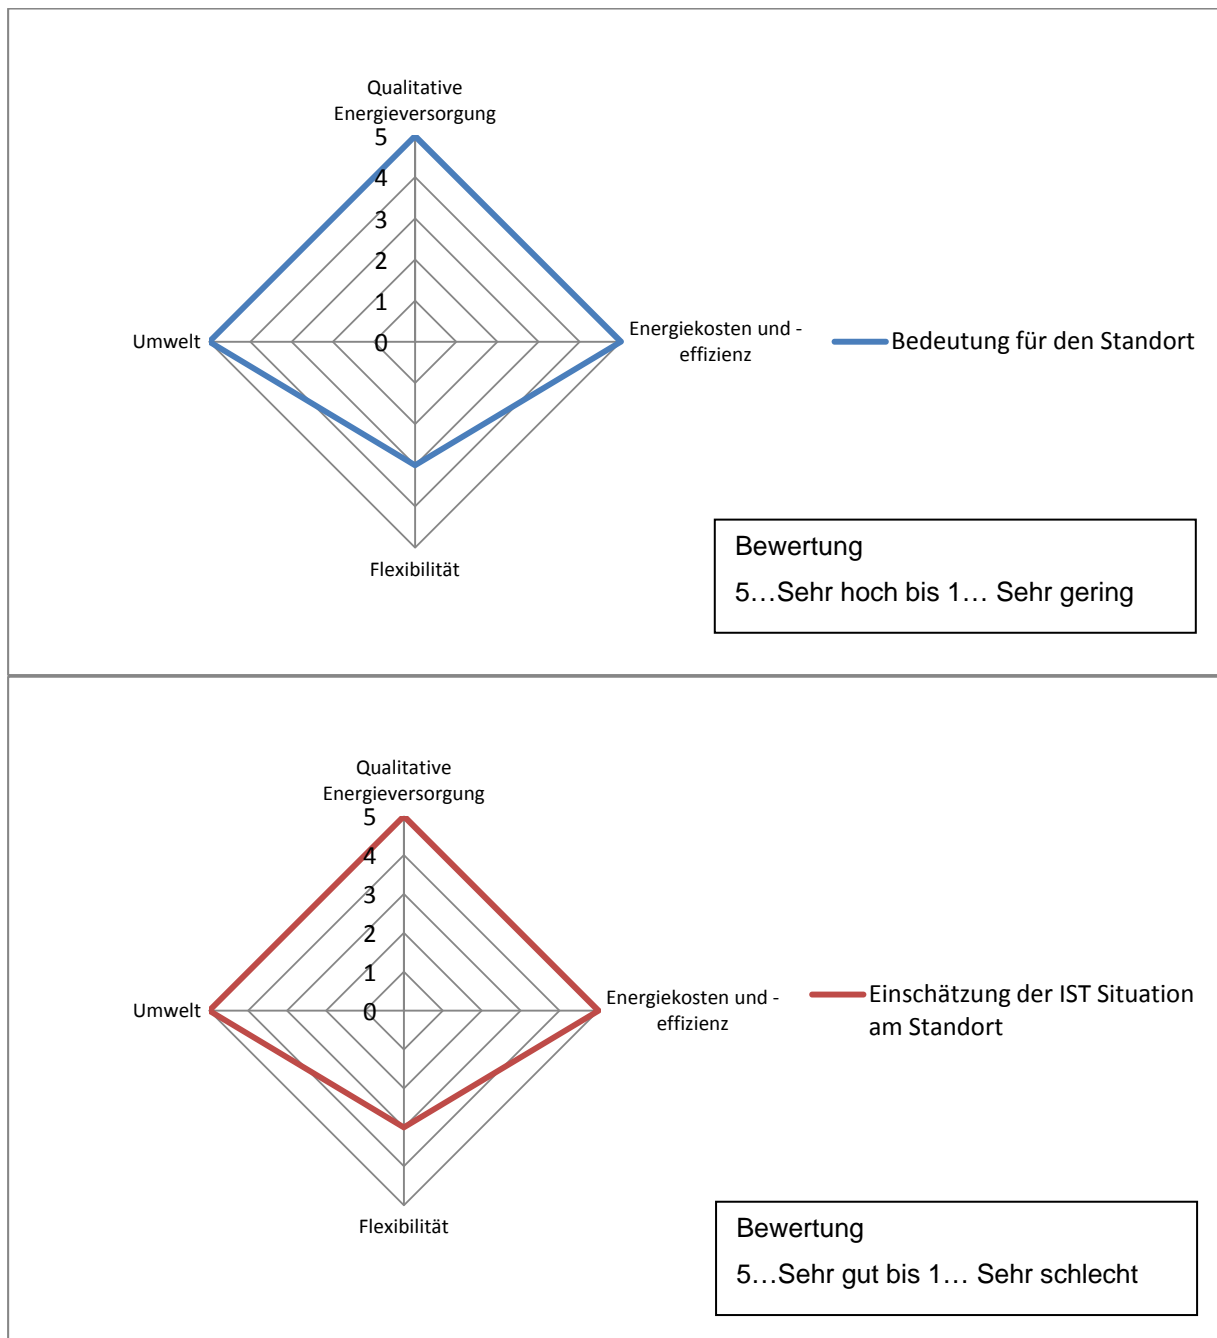 Qualitative
Energieversorgung
5
4
3
2
1
0
Umwelt
Energiekosten und -
effizienz
Bedeutung für den Standort
Flexibilität
Bewertung
5…Sehr hoch bis 1… Sehr gering
Qualitative
Energieversorgung
5
4
3
2
1
0
Umwelt
Energiekosten und -
effizienz
Einschätzung der IST Situation
am Standort
Flexibilität
Bewertung
5…Sehr gut bis 1… Sehr schlecht